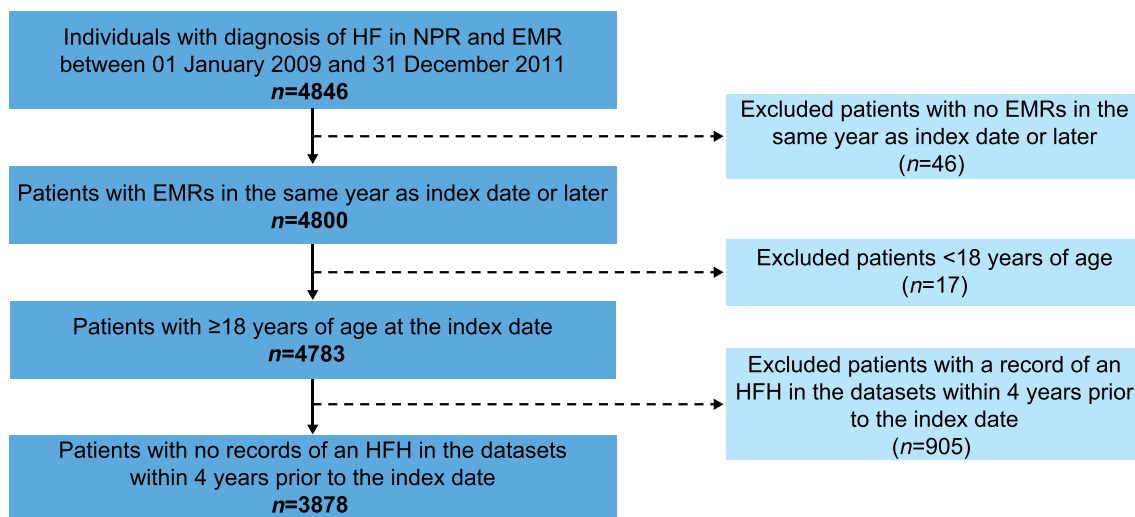 Individuals with diagnosis of HF in NPR and EMR
between 01 January 2009 and 31 December 2011
n=4846
Excluded patients with no EMRs in the
same year as index date or later
(n=46)
Patients with EMRs in the same year as index date or later
n=4800
Excluded patients <18 years of age
(n=17)
Patients with ≥18 years of age at the index date
n=4783
Excluded patients with a record of an
HFH in the datasets within 4 years prior
to the index date
(n=905)
Patients with no records of an HFH in the datasets
within 4 years prior to the index date
n=3878